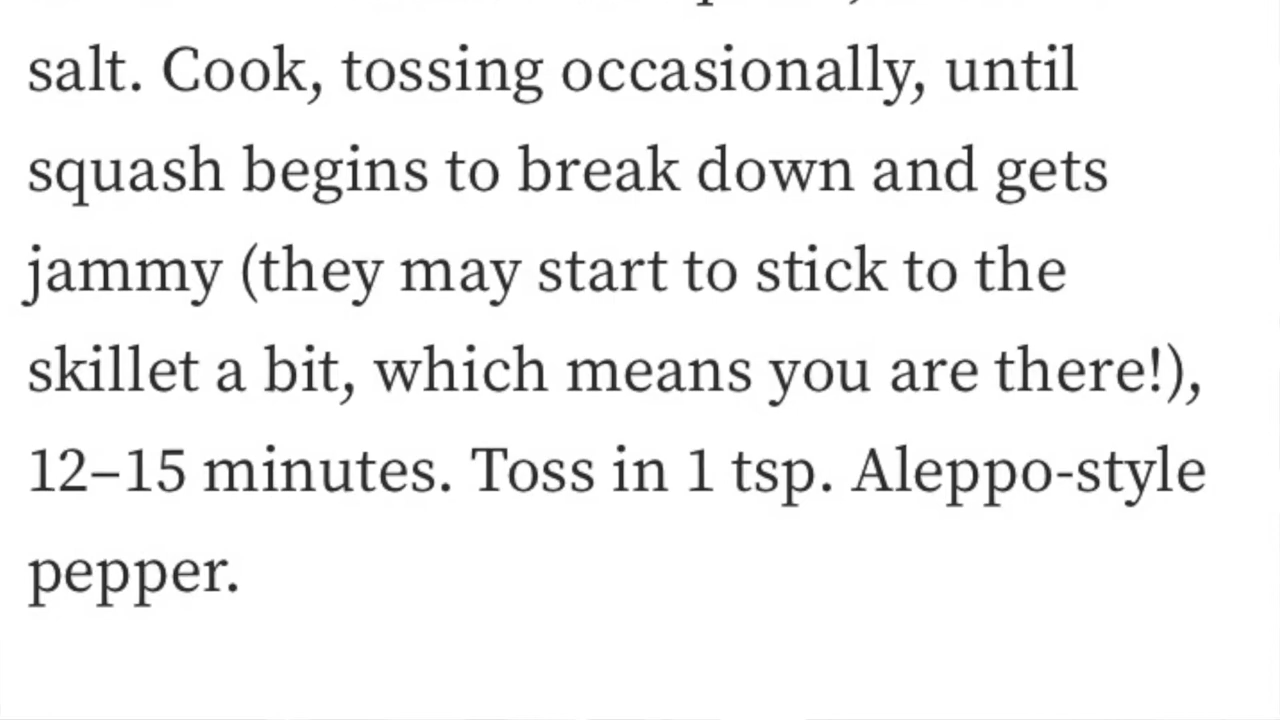 salt. Cook, tossing occasionally, until
squash begins to break down and gets
jammy (they may start to stick to the
skillet a bit, which means you are there!),
12–15 minutes. Toss in 1 tsp. Aleppo-style
pepper.